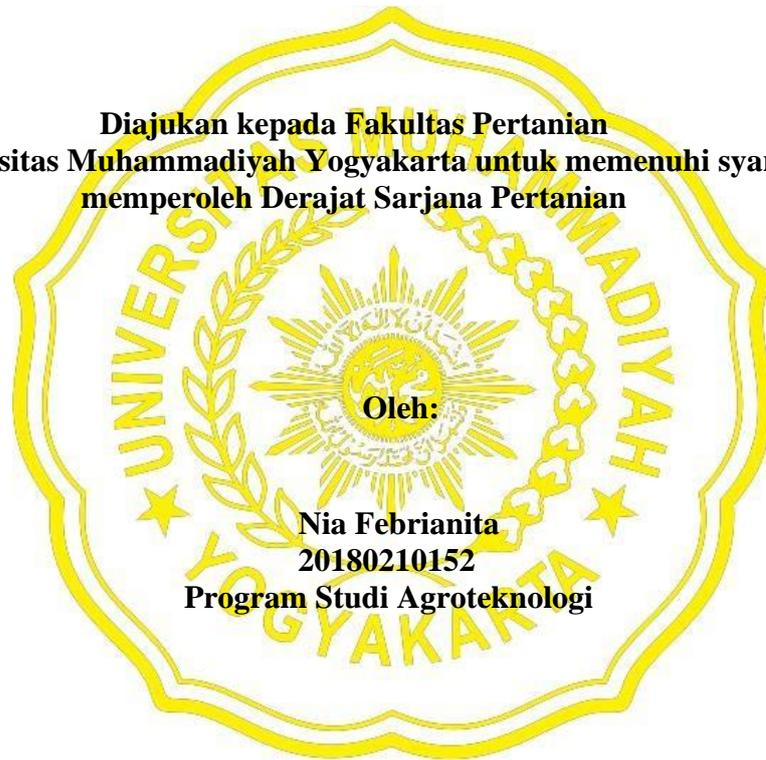 Diajukan kepada Fakultas Pertanian
sitas Muhammadiyah Yogyakarta untuk memenuhi syar
memperoleh Derajat Sarjana Pertanian
UNIVERSITAS MUHAMMADIYAH
Oleh:
Nia Febrianita
20180210152
Program Studi Agroteknologi
YOGYAKARTA